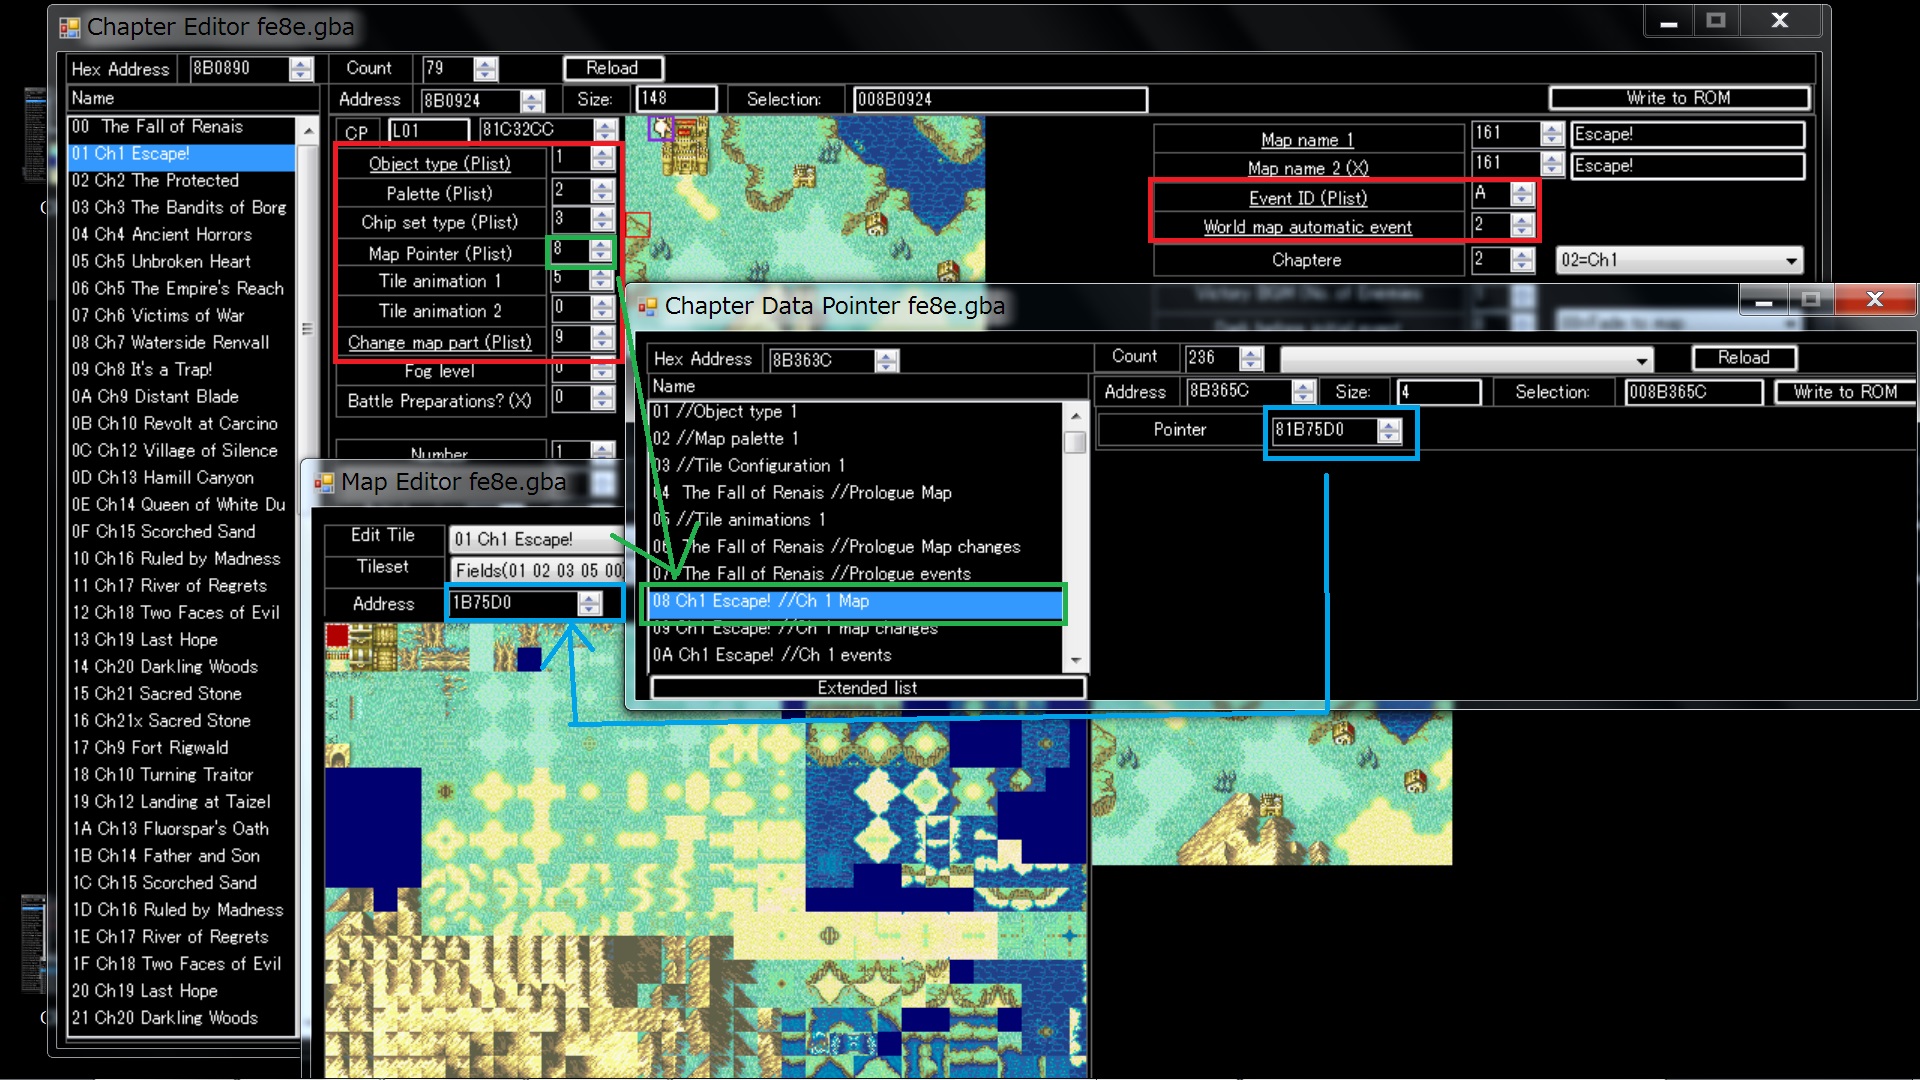 Chapter Editor fe8e.gba
Hex Address 8B0890 Count 79 Reload
Name
Address 8B0924 Size: 148 Selection: 008B0924 Write to ROM
00 The Fall of Renais
01 Ch1 Escape!
02 Ch2 The Protected
03 Ch3 The Bandits of Borg
04 Ch4 Ancient Horrors
05 Ch5 Unbroken Heart
06 Ch5 The Empire's Reach
07 Ch6 Victims of War
08 Ch7 Waterside Renvall
09 Ch8 It's a Trap!
0A Ch9 Distant Blade
0B Ch10 Revolt at Carcino
0C Ch12 Village of Silence
0D Ch13 Hamill Canyon
0E Ch14 Queen of White Du
0F Ch15 Scorched Sand
10 Ch16 Ruled by Madness
11 Ch17 River of Regrets
12 Ch18 Two Faces of Evil
13 Ch19 Last Hope
14 Ch20 Darkling Woods
15 Ch21 Sacred Stone
16 Ch21x Sacred Stone
17 Ch9 Fort Rigwald
18 Ch10 Turning Traitor
19 Ch12 Landing at Taizel
1A Ch13 Fluorspar's Oath
1B Ch14 Father and Son
1C Ch15 Scorched Sand
1D Ch16 Ruled by Madness
1E Ch17 River of Regrets
1F Ch18 Two Faces of Evil
20 Ch19 Last Hope
21 Ch20 Darkling Woods
CP L01 81C32CC
Object type (Plist) 1
Palette (Plist) 2
Chip set type (Plist) 3
Map Pointer (Plist) 8
Tile animation 1 5
Tile animation 2 0
Change map part (Plist) 9
Fog level 0
Battle Preparations? (X) 0
Number 1
Map name 1 161 Escape!
Map name 2 (X) 161 Escape!
Event ID (Plist) A
World map automatic event 2
Chaptere 2 02=Ch1
Chapter Data Pointer fe8e.gba
Hex Address 8B363C Count 236 Reload
Name
Address 8B365C Size: 4 Selection: 008B365C Write to ROM
Pointer 81B75D0
01 //Object type 1
02 //Map palette 1
03 //Tile Configuration 1
04 The Fall of Renais //Prologue Map
05 //Tile animations 1
06 The Fall of Renais //Prologue Map changes
07 The Fall of Renais //Prologue events
08 Ch1 Escape! //Ch 1 Map
09 Ch1 Escape! //Ch 1 map changes
0A Ch1 Escape! //Ch 1 events
Extended list
Map Editor fe8e.gba
Edit Tile 01 Ch1 Escape!
Tileset Fields(01 02 03 05 00
Address 1B75D0